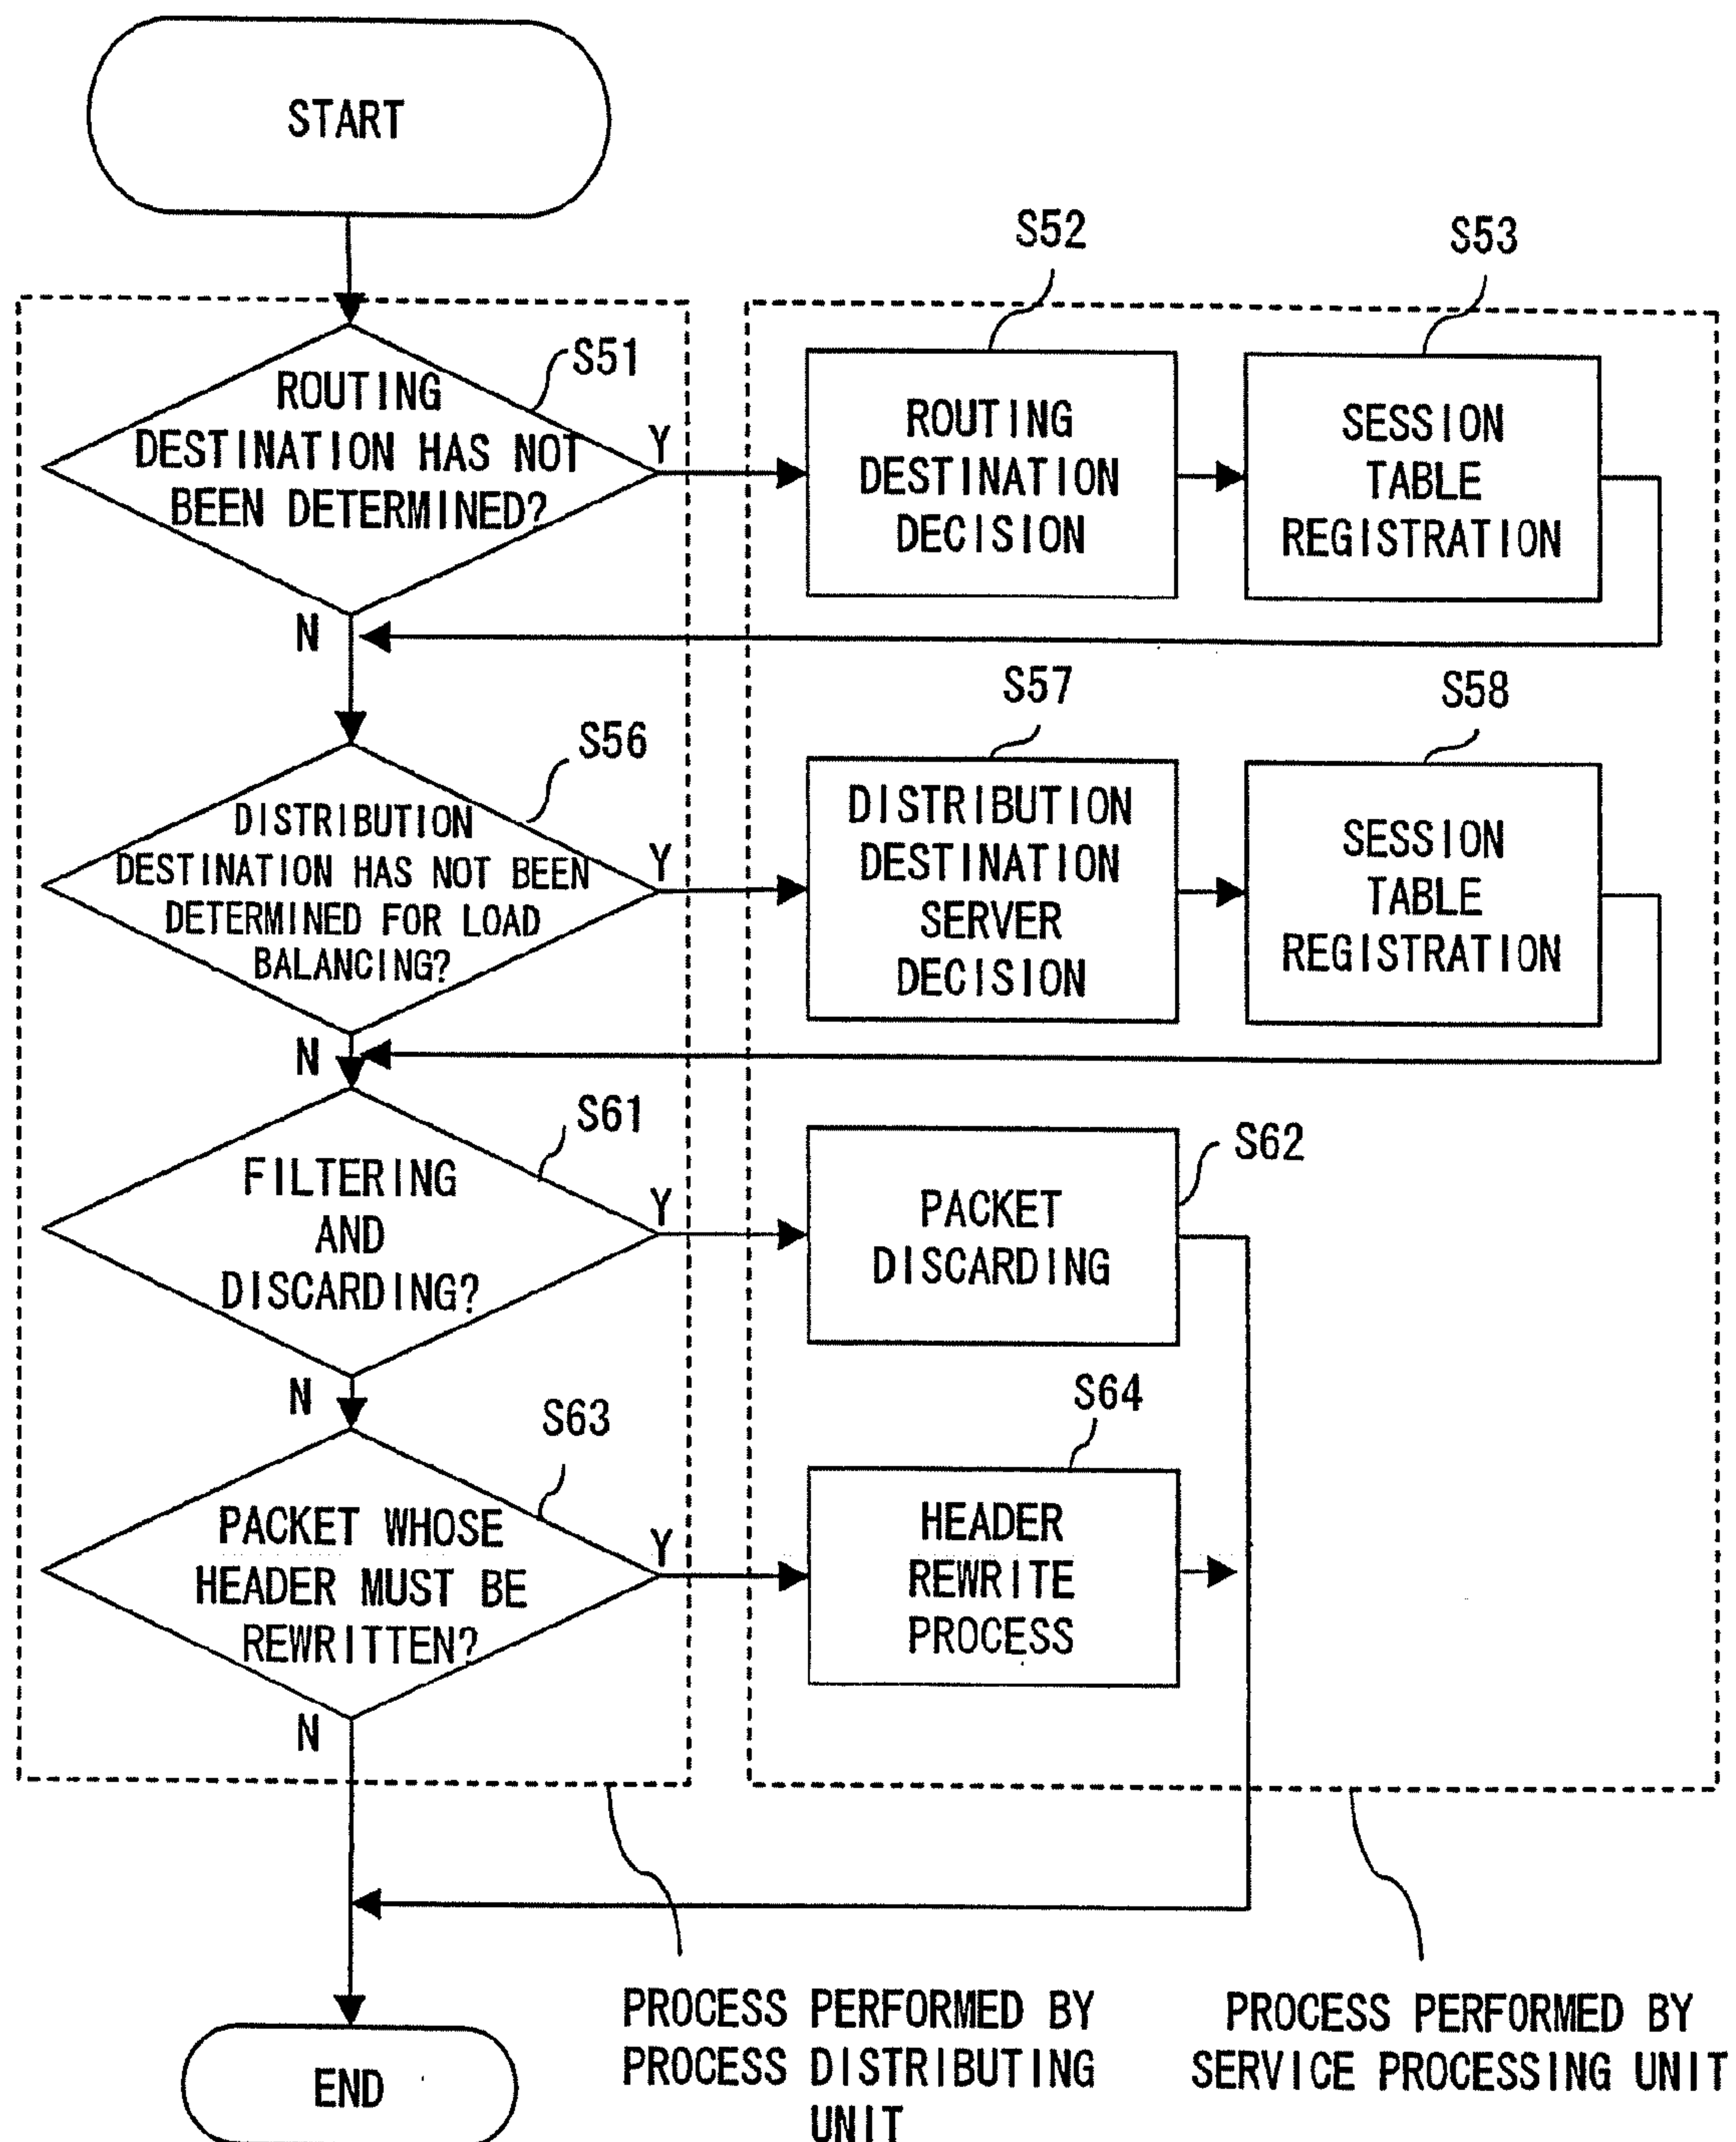 START
S52
S53
S51
ROUTING
DESTINATION HAS NOT
BEEN DETERMINED?
Y
ROUTING
DESTINATION
DECISION
SESSION
TABLE
REGISTRATION
N
S57
S58
S56
DISTRIBUTION
DESTINATION HAS NOT BEEN
DETERMINED FOR LOAD
BALANCING?
Y
DISTRIBUTION
DESTINATION
SERVER
DECISION
SESSION
TABLE
REGISTRATION
N
S61
S62
FILTERING
AND
DISCARDING?
Y
PACKET
DISCARDING
N
S63
S64
PACKET WHOSE
HEADER MUST BE
REWRITTEN?
Y
HEADER
REWRITE
PROCESS
N
PROCESS PERFORMED BY
PROCESS DISTRIBUTING
UNIT
PROCESS PERFORMED BY
SERVICE PROCESSING UNIT
END